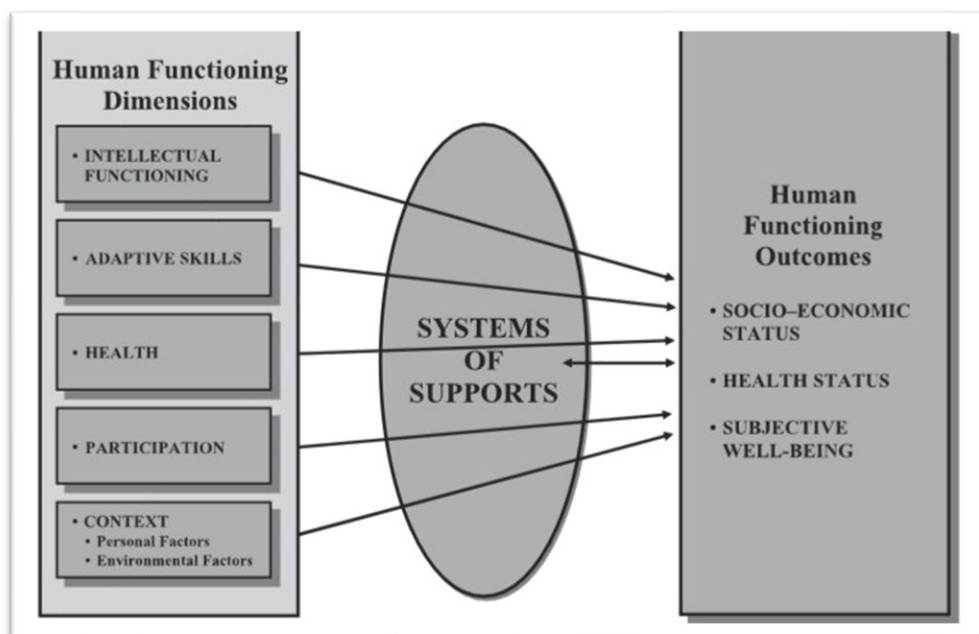 Human Functioning
Dimensions
• INTELLECTUAL
FUNCTIONING
• ADAPTIVE SKILLS
• HEALTH
• PARTICIPATION
• CONTEXT
• Personal Factors
• Environmental Factors
SYSTEMS
OF
SUPPORTS
Human
Functioning
Outcomes
• SOCIO–ECONOMIC
STATUS
• HEALTH STATUS
• SUBJECTIVE
WELL-BEING